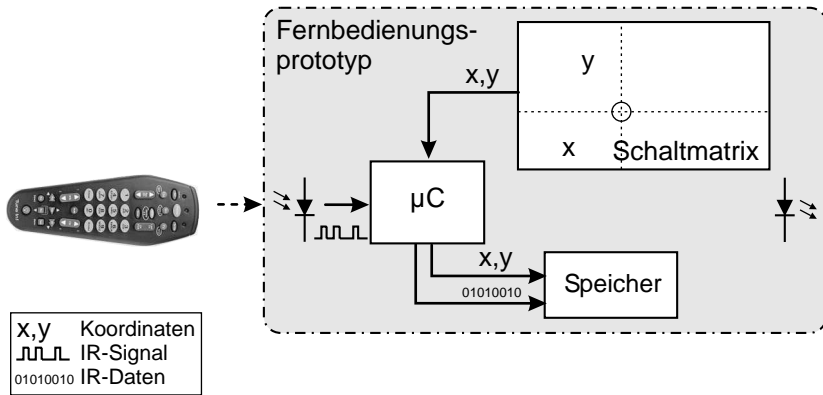 Fernbedienungs-
prototyp
x,y
y
x
Schaltmatrix
µC
x,y
01010010
Speicher
x,y Koordinaten
IR-Signal
01010010 IR-Daten